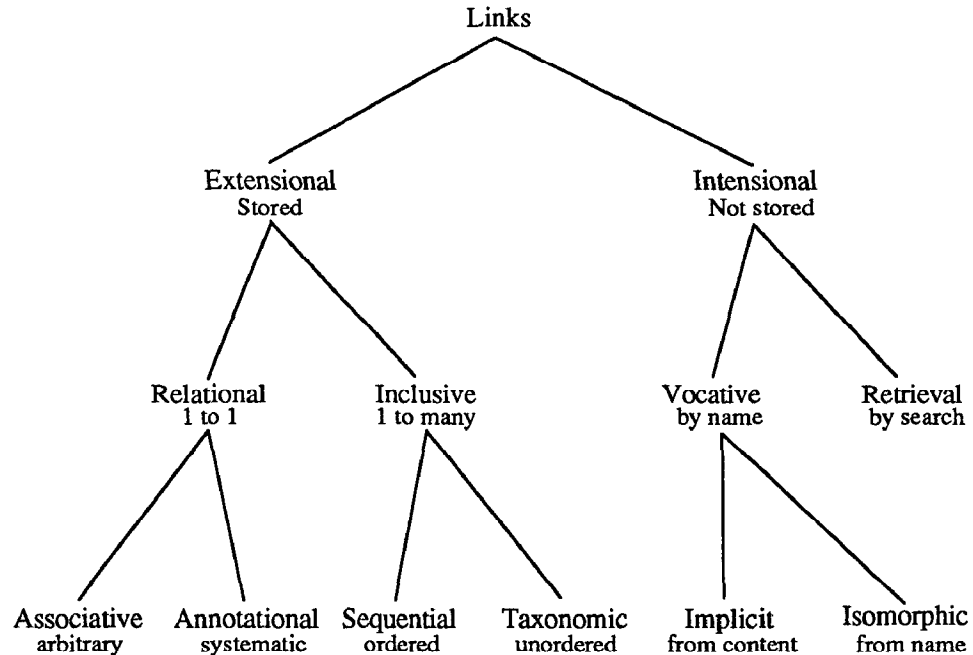 Links
Extensional
Stored
Intensional
Not stored
Relational
1 to 1
Inclusive
1 to many
Vocative
by name
Retrieval
by search
Associative
arbitrary
Annotational
systematic
Sequential
ordered
Taxonomic
unordered
Implicit
from content
Isomorphic
from name